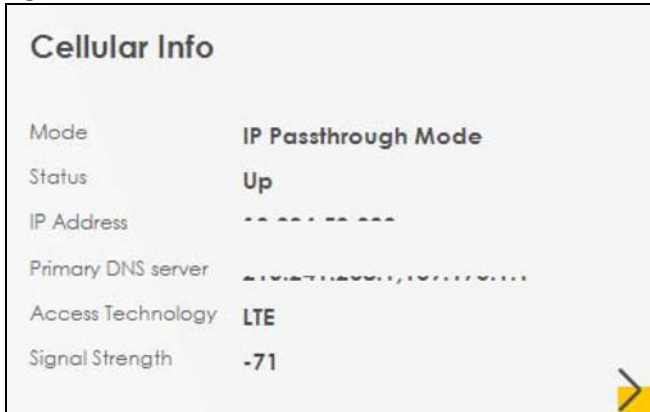 Cellular Info
Mode IP Passthrough Mode
Status Up
IP Address
Primary DNS server
Access Technology LTE
Signal Strength -71